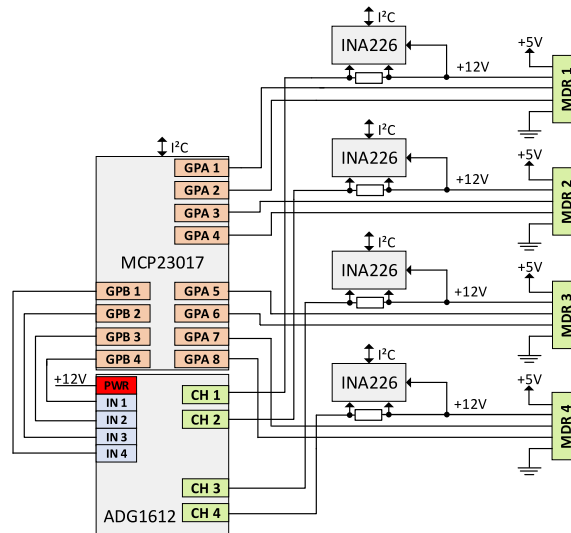 I²C
INA226
+12V
+5V
MDR 1
I²C
GPA 1
GPA 2
GPA 3
GPA 4
MCP23017
GPB 1
GPB 2
GPB 3
GPB 4
GPA 5
GPA 6
GPA 7
GPA 8
I²C
INA226
+12V
+5V
MDR 2
I²C
INA226
+12V
+5V
MDR 3
+12V
PWR
IN 1
IN 2
IN 3
IN 4
CH 1
CH 2
CH 3
CH 4
ADG1612
I²C
INA226
+12V
+5V
MDR 4